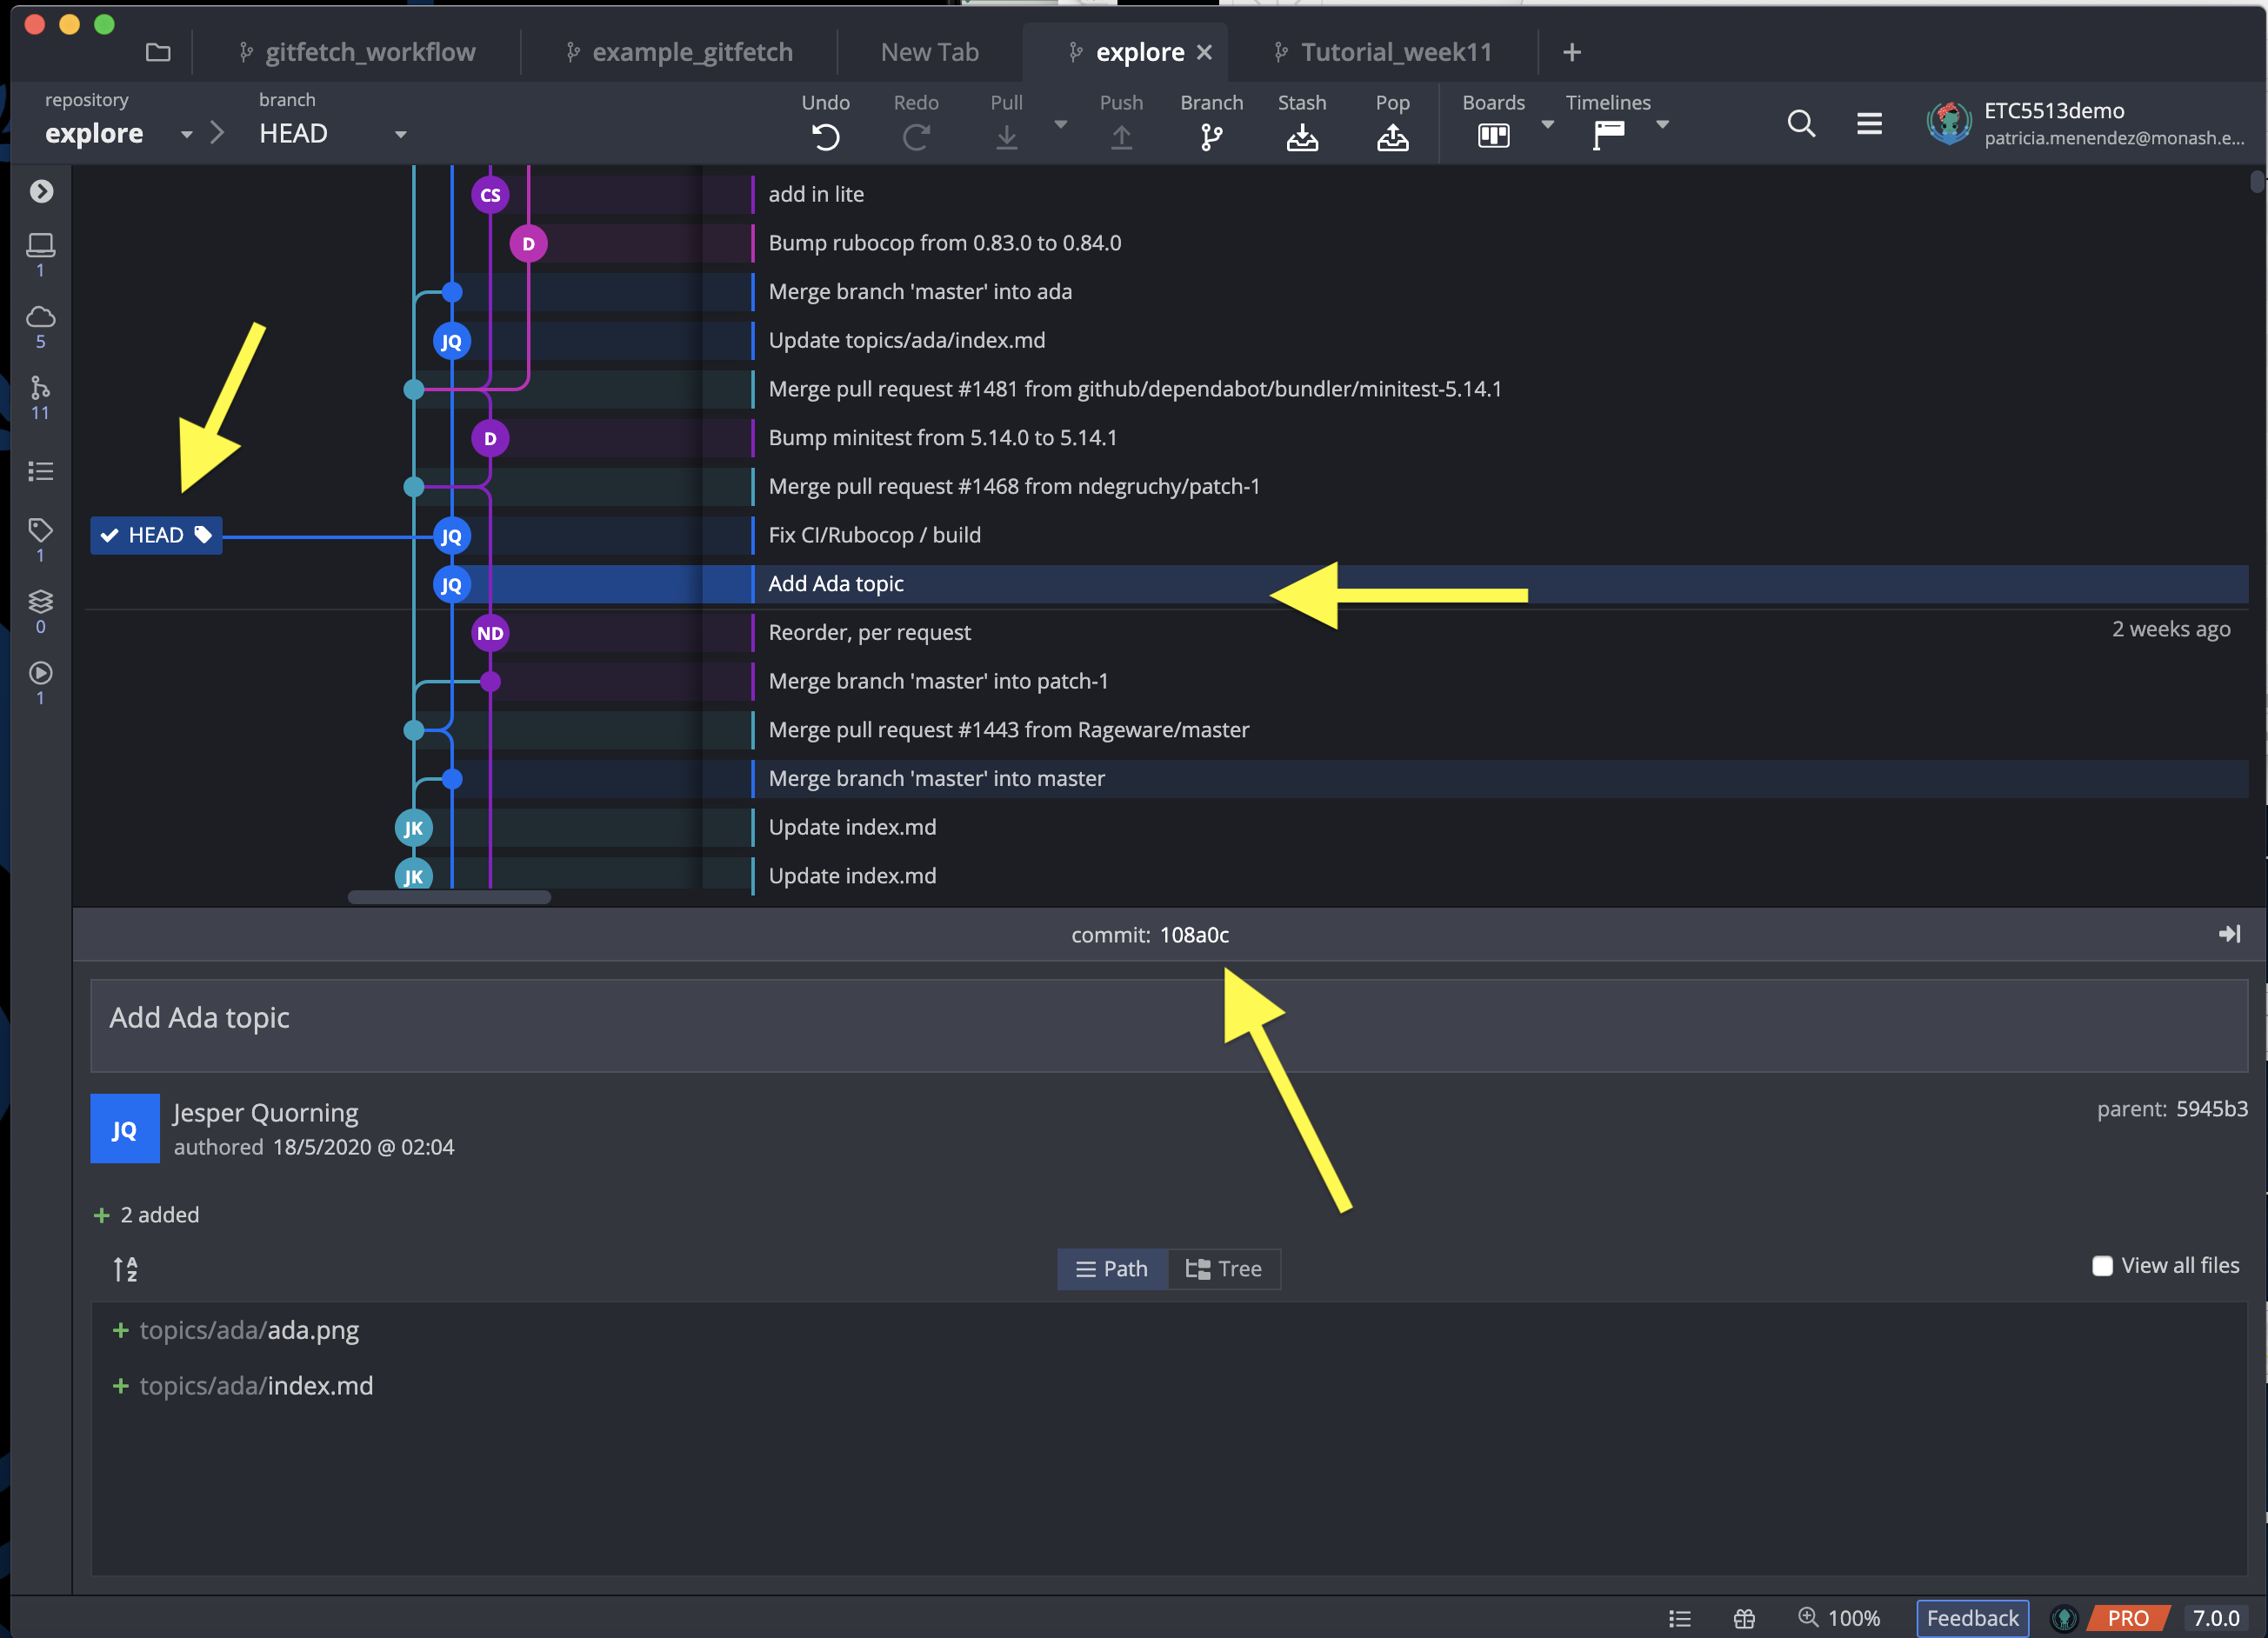 gitfetch_workflow
example_gitfetch
New Tab
explore
Tutorial_week11
repository
explore
branch
HEAD
Undo
Redo
Pull
Push
Branch
Stash
Pop
Boards
Timelines
ETC5513demo
patricia.menendez@monash.e...
1
5
11
1
0
1
CS add in lite
D Bump rubocop from 0.83.0 to 0.84.0
Merge branch 'master' into ada
JQ Update topics/ada/index.md
Merge pull request #1481 from github/dependabot/bundler/minitest-5.14.1
D Bump minitest from 5.14.0 to 5.14.1
Merge pull request #1468 from ndegruchy/patch-1
HEAD JQ Fix CI/Rubocop / build
JQ Add Ada topic
ND Reorder, per request 2 weeks ago
Merge branch 'master' into patch-1
Merge pull request #1443 from Rageware/master
Merge branch 'master' into master
JK Update index.md
JK Update index.md
commit: 108a0c
Add Ada topic
JQ
Jesper Quorning
authored 18/5/2020 @ 02:04
parent: 5945b3
+ 2 added
A
Z
Path
Tree
View all files
+ topics/ada/ada.png
+ topics/ada/index.md
100%
Feedback
PRO
7.0.0